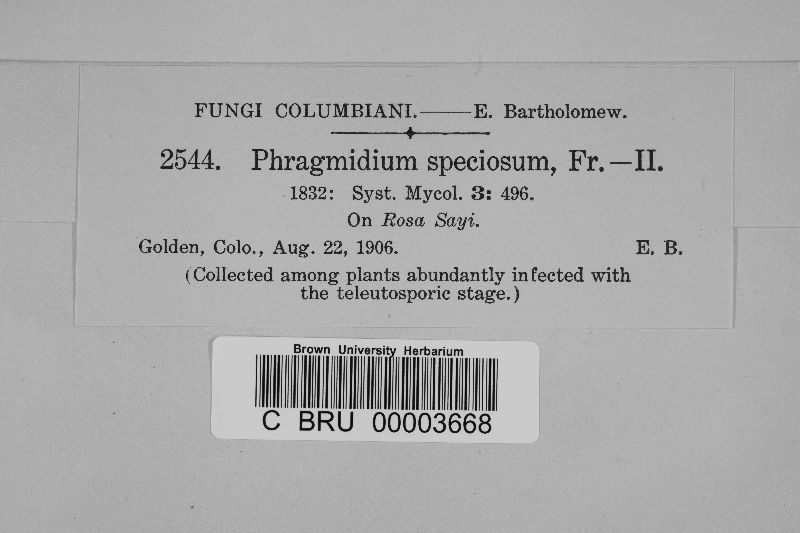 FUNGI COLUMBIANI.——E. Bartholomew.
2544. Phragmidium speciosum, Fr.—II.
1832: Syst. Mycol. 3: 496.
On Rosa Sayi.
Golden, Colo., Aug. 22, 1906. E. B.
(Collected among plants abundantly infected with
the teleutosporic stage.)
Brown University Herbarium
C BRU 00003668